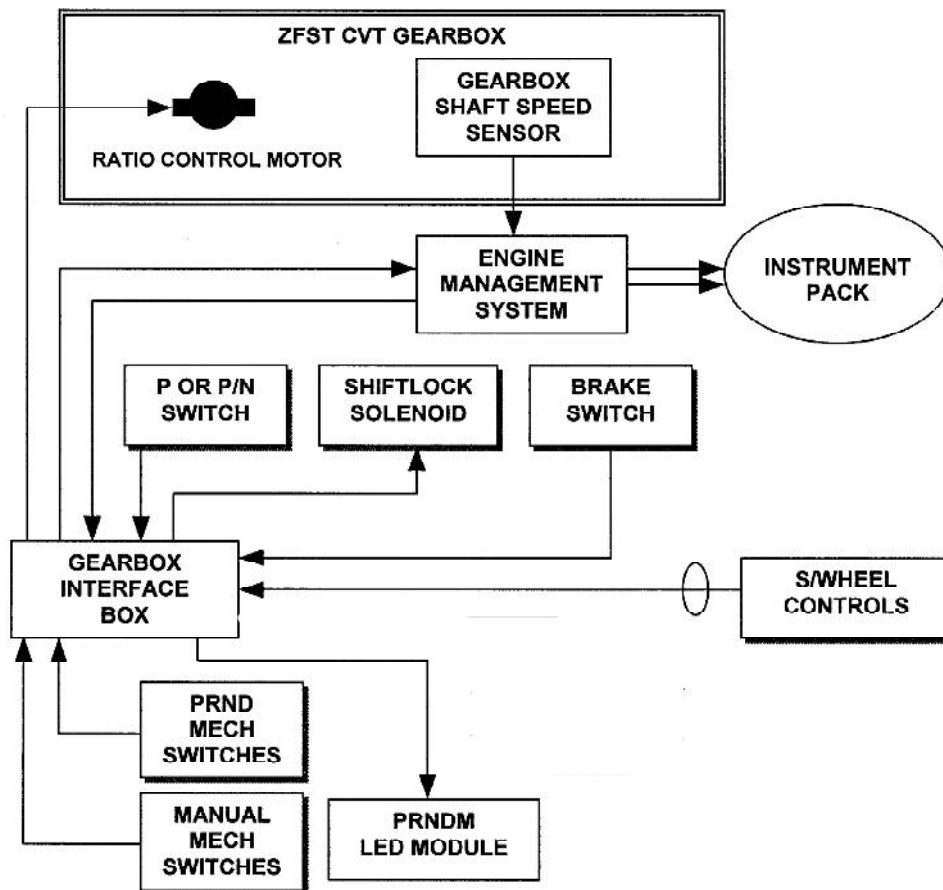 ZFST CVT GEARBOX
GEARBOX
SHAFT SPEED
SENSOR
RATIO CONTROL MOTOR
ENGINE
MANAGEMENT
SYSTEM
INSTRUMENT
PACK
P OR P/N
SWITCH
SHIFTLOCK
SOLENOID
BRAKE
SWITCH
GEARBOX
INTERFACE
BOX
S/WHEEL
CONTROLS
PRND
MECH
SWITCHES
MANUAL
MECH
SWITCHES
PRNDM
LED MODULE